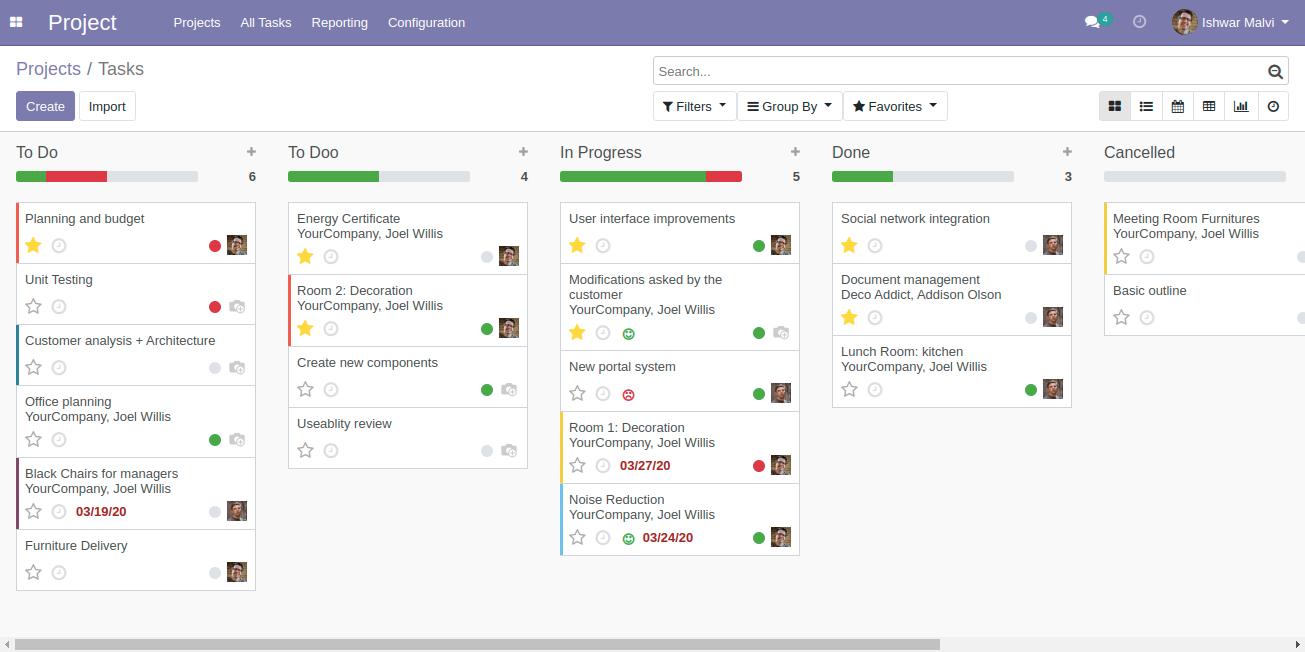 Project
Projects All Tasks Reporting Configuration
4
Ishwar Malvi
Projects / Tasks
Search...
Create Import
Filters Group By Favorites
To Do
6
Planning and budget
Unit Testing
Customer analysis + Architecture
Office planning
YourCompany, Joel Willis
Black Chairs for managers
YourCompany, Joel Willis
03/19/20
Furniture Delivery
To Doo
4
Energy Certificate
YourCompany, Joel Willis
Room 2: Decoration
YourCompany, Joel Willis
Create new components
Useablity review
In Progress
5
User interface improvements
Modifications asked by the
customer
YourCompany, Joel Willis
New portal system
Room 1: Decoration
YourCompany, Joel Willis
03/27/20
Noise Reduction
YourCompany, Joel Willis
03/24/20
Done
3
Social network integration
Document management
Deco Addict, Addison Olson
Lunch Room: kitchen
YourCompany, Joel Willis
Cancelled
Meeting Room Furnitures
YourCompany, Joel Willis
Basic outline